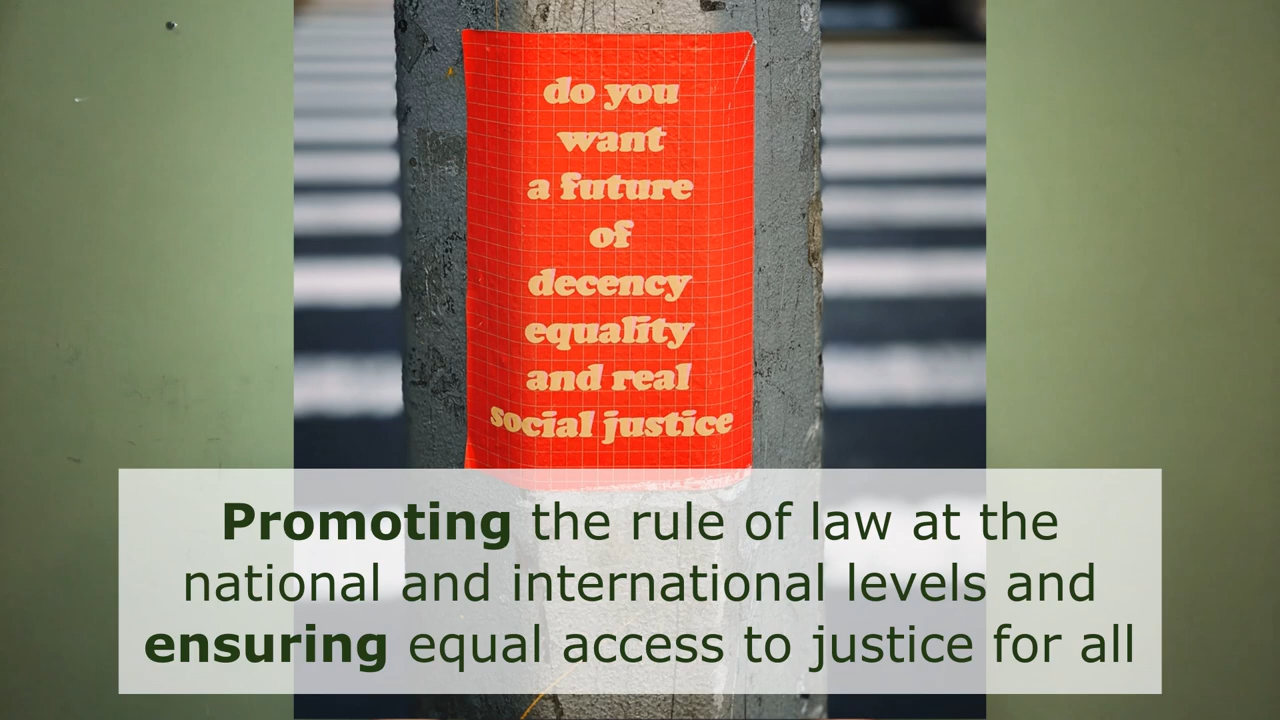 do you
want
a future
of
decency
equality
and real
social justice
Promoting the rule of law at the
national and international levels and
ensuring equal access to justice for all